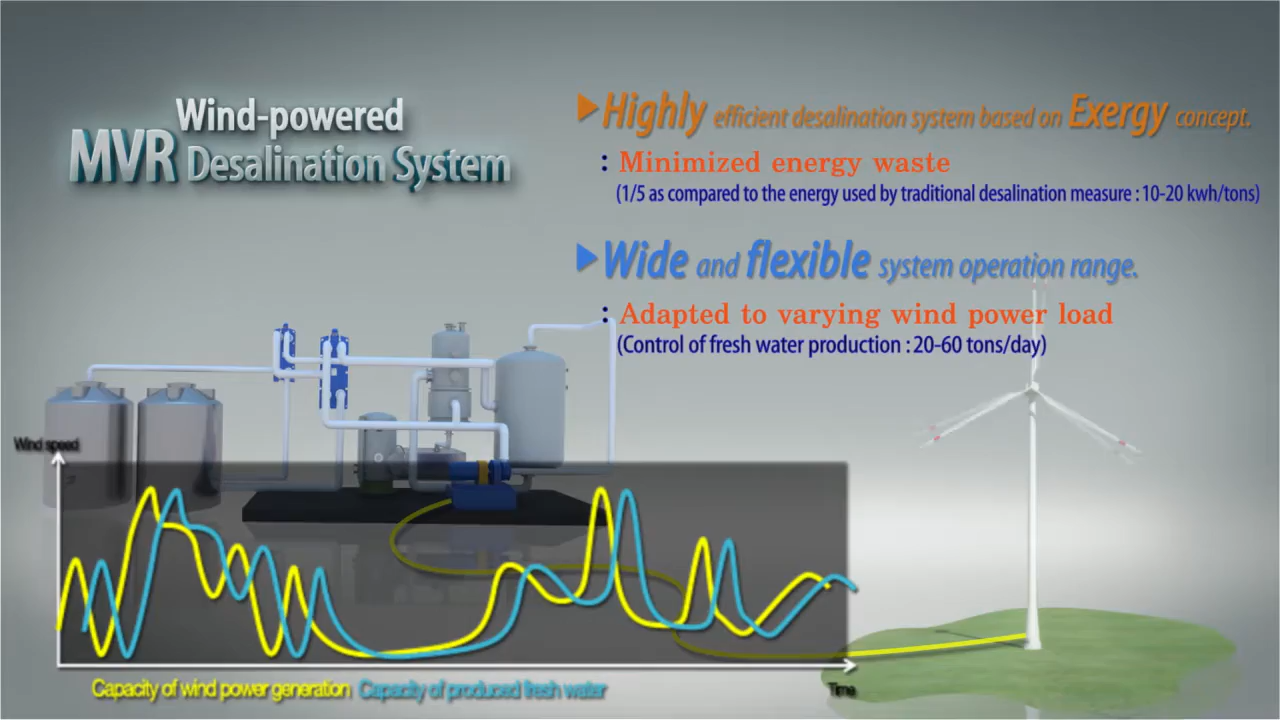 Wind-powered
MVR Desalination System
Highly efficient desalination system based on Exergy concept.
: Minimized energy waste
(1/5 as compared to the energy used by traditional desalination measure : 10-20 kwh/tons)
Wide and flexible system operation range.
: Adapted to varying wind power load
(Control of fresh water production : 20-60 tons/day)
Wind speed
Capacity of wind power generation Capacity of produced fresh water
Time